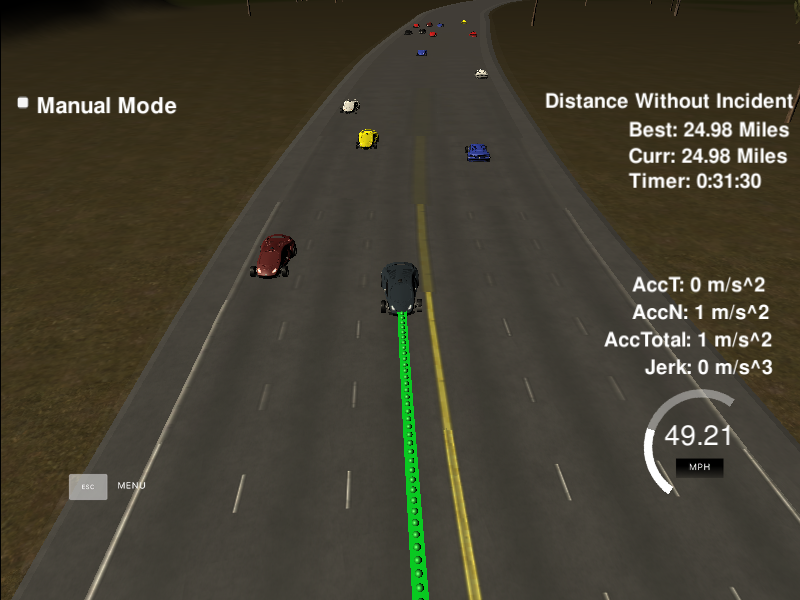 Manual Mode
Distance Without Incident
Best: 24.98 Miles
Curr: 24.98 Miles
Timer: 0:31:30
AccT: 0 m/s^2
AccN: 1 m/s^2
AccTotal: 1 m/s^2
Jerk: 0 m/s^3
49.21
MPH
ESC MENU